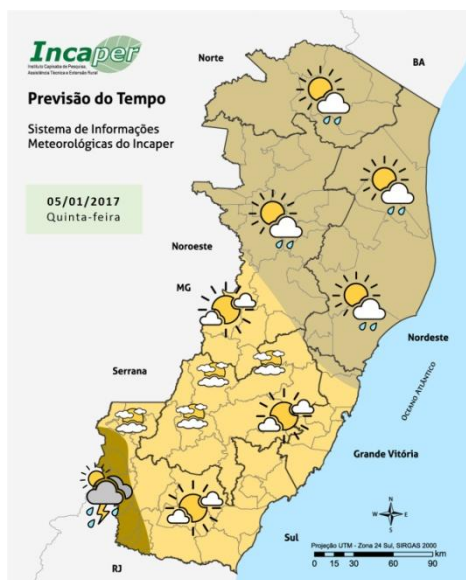 Incaper
Instituto Capixaba de Pesquisa,
Assistência Técnica e Extensão Rural
Previsão do Tempo
Sistema de Informações
Meteorológicas do Incaper
05/01/2017
Quinta-feira
Norte
BA
Noroeste
MG
Nordeste
Serrana
OCEANO ATLÂNTICO
Grande Vitória
Sul
RJ
N
W
E
S
Projeção UTM - Zona 24 Sul, SIRGAS 2000
km
0 15 30 60 90